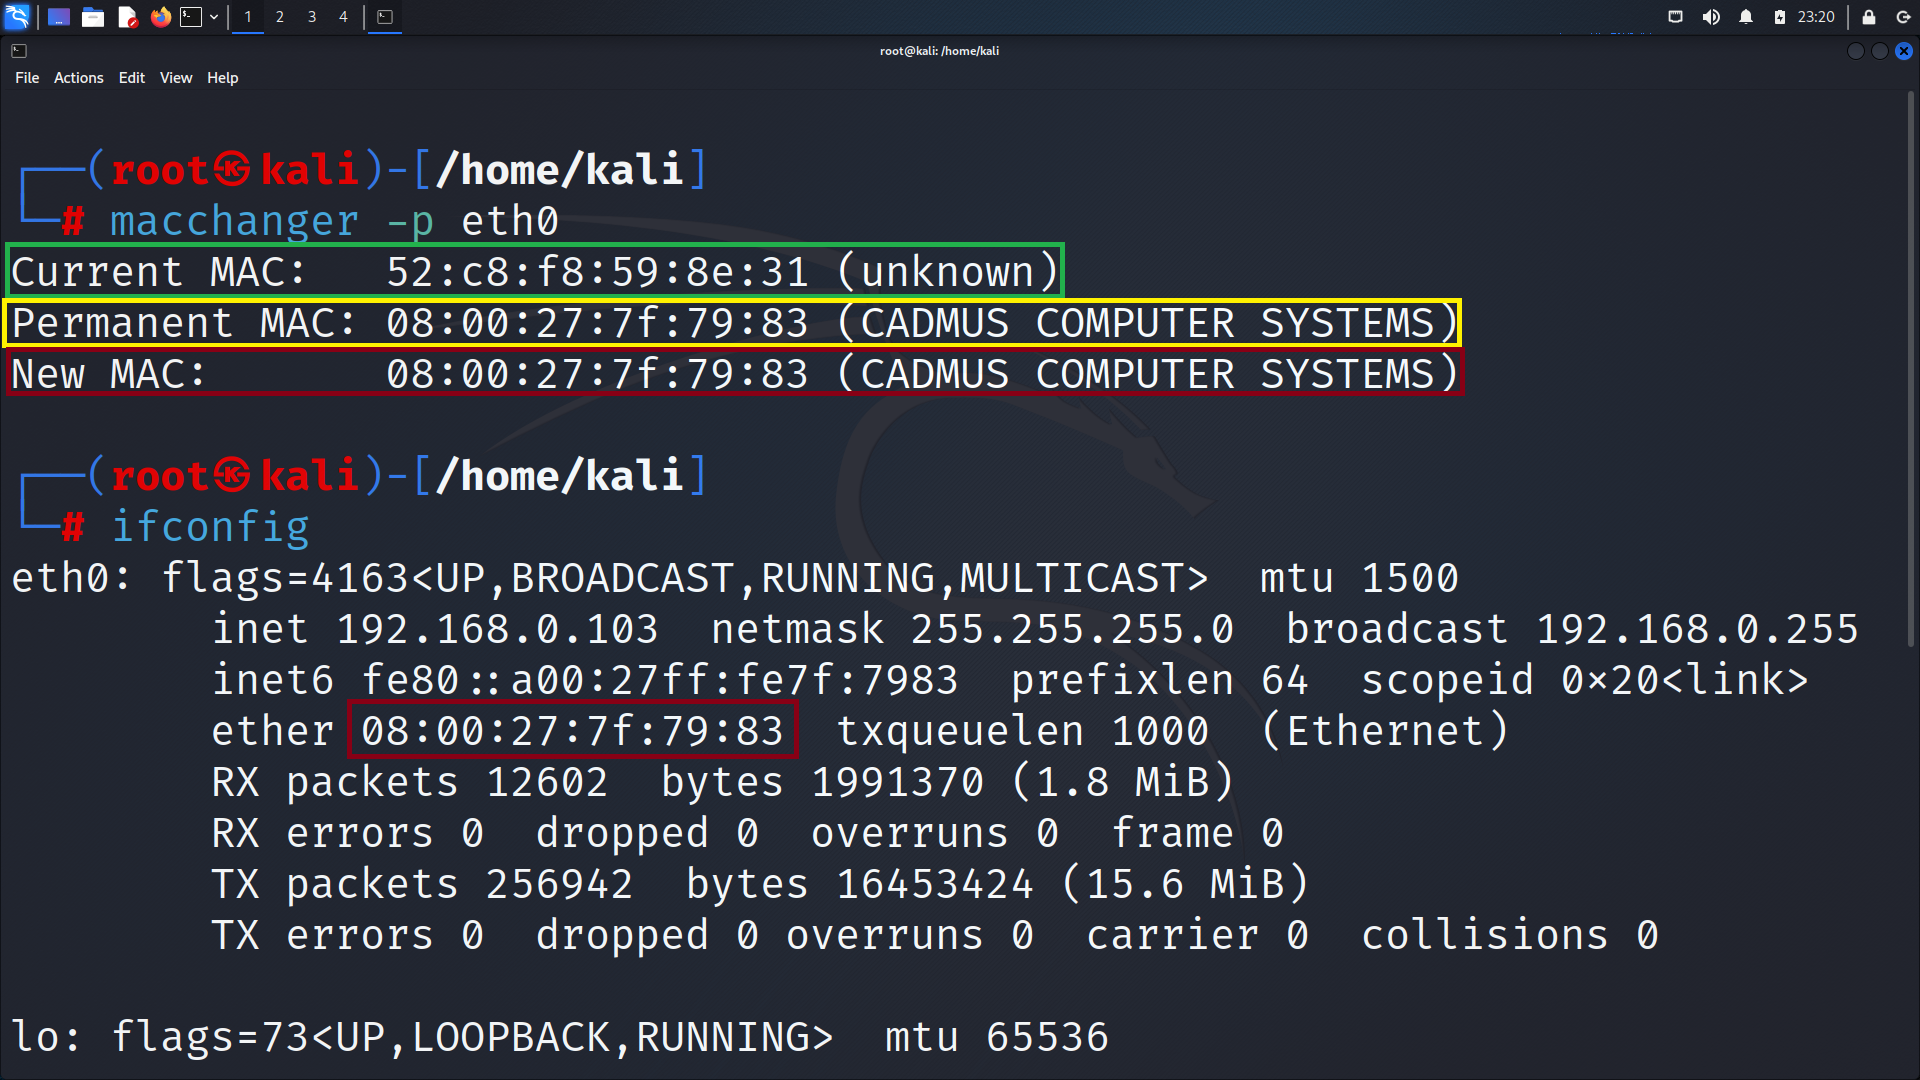 1 2 3 4
23:20
root@kali: /home/kali
File Actions Edit View Help
(root㉿kali)-[/home/kali]
# macchanger -p eth0
Current MAC:   52:c8:f8:59:8e:31 (unknown)
Permanent MAC: 08:00:27:7f:79:83 (CADMUS COMPUTER SYSTEMS)
New MAC:       08:00:27:7f:79:83 (CADMUS COMPUTER SYSTEMS)
(root㉿kali)-[/home/kali]
# ifconfig
eth0: flags=4163<UP,BROADCAST,RUNNING,MULTICAST>  mtu 1500
inet 192.168.0.103  netmask 255.255.255.0  broadcast 192.168.0.255
inet6 fe80::a00:27ff:fe7f:7983  prefixlen 64  scopeid 0×20<link>
ether 08:00:27:7f:79:83  txqueuelen 1000  (Ethernet)
RX packets 12602  bytes 1991370 (1.8 MiB)
RX errors 0  dropped 0  overruns 0  frame 0
TX packets 256942  bytes 16453424 (15.6 MiB)
TX errors 0  dropped 0 overruns 0  carrier 0  collisions 0
lo: flags=73<UP,LOOPBACK,RUNNING>  mtu 65536